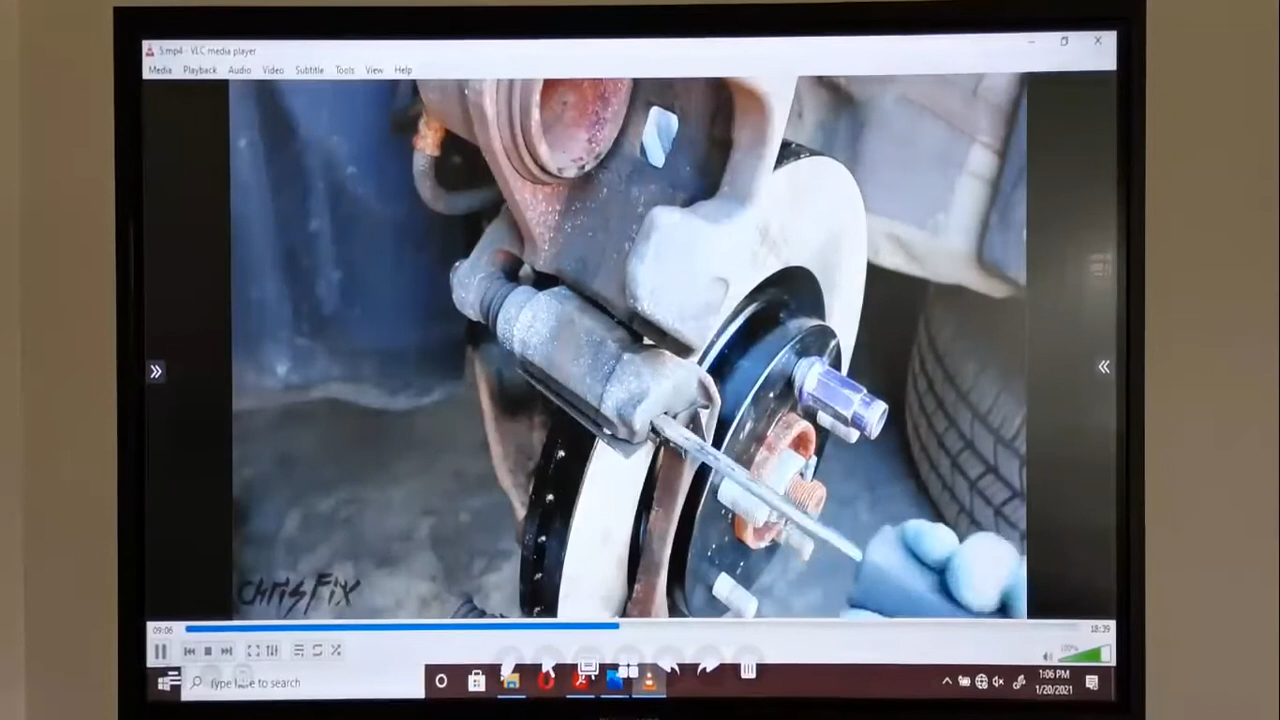 5.mp4 - VLC media player
Media Playback Audio Video Subtitle Tools View Help
chrisFix
09:06
18:39
100%
Type here to search
1:06 PM
1/20/2021